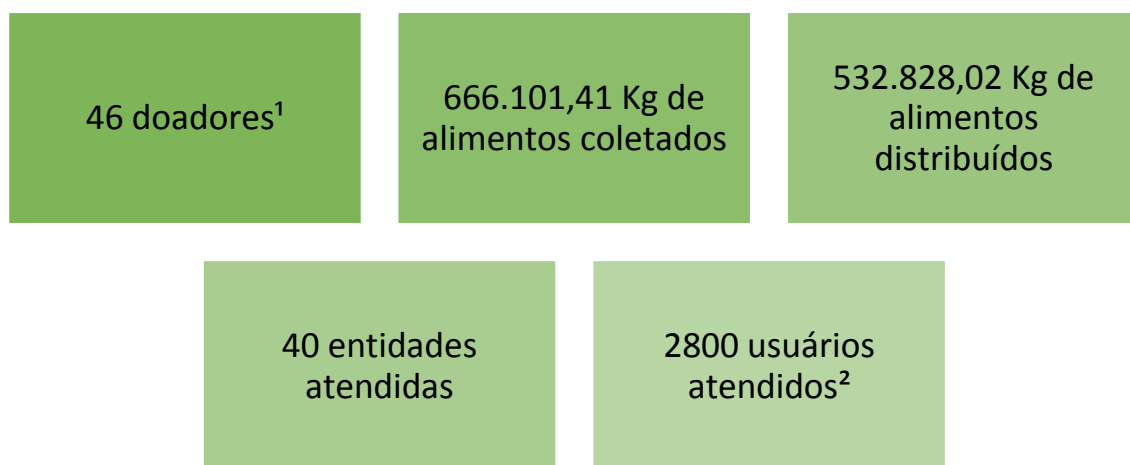 46 doadores¹
666.101,41 Kg de
alimentos coletados
532.828,02 Kg de
alimentos
distribuídos
40 entidades
atendidas
2800 usuários
atendidos²